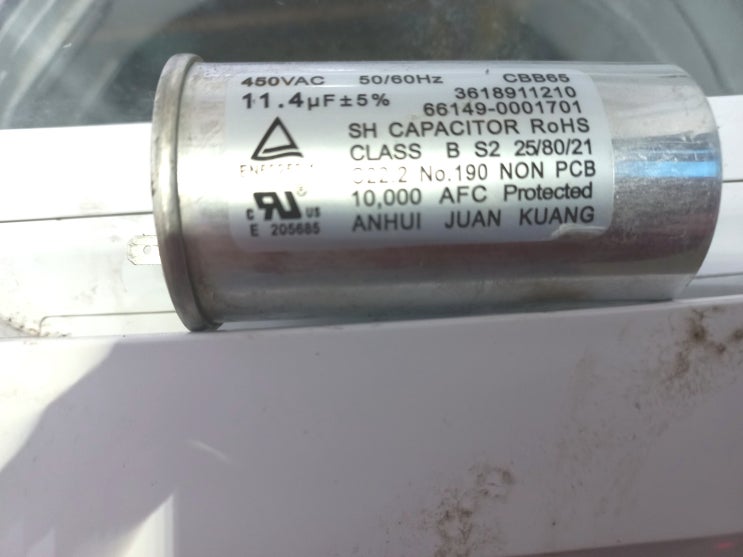 450VAC 50/60Hz CBB65
11.4µF±5% 3618911210
66149-0001701
SH CAPACITOR RoHS
CLASS B S2 25/80/21
C22.2 No.190 NON PCB
10,000 AFC Protected
ANHUI JUAN KUANG
C US
E 205685